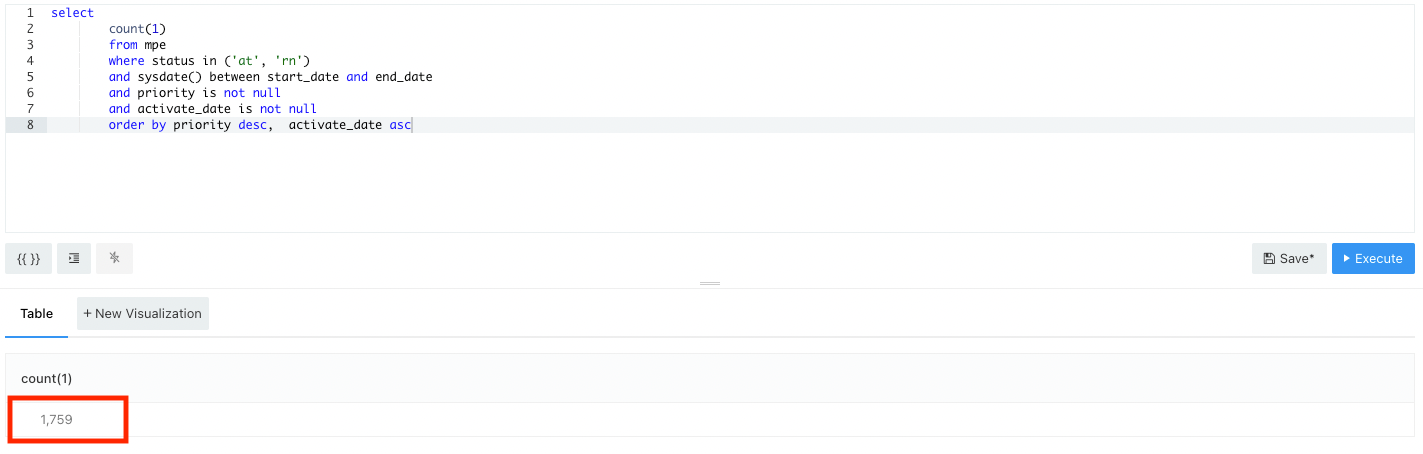 1 select
2 count(1)
3 from mpe
4 where status in ('at', 'rn')
5 and sysdate() between start_date and end_date
6 and priority is not null
7 and activate_date is not null
8 order by priority desc,  activate_date asc
{{ }} Save* Execute
Table + New Visualization
count(1)
1,759